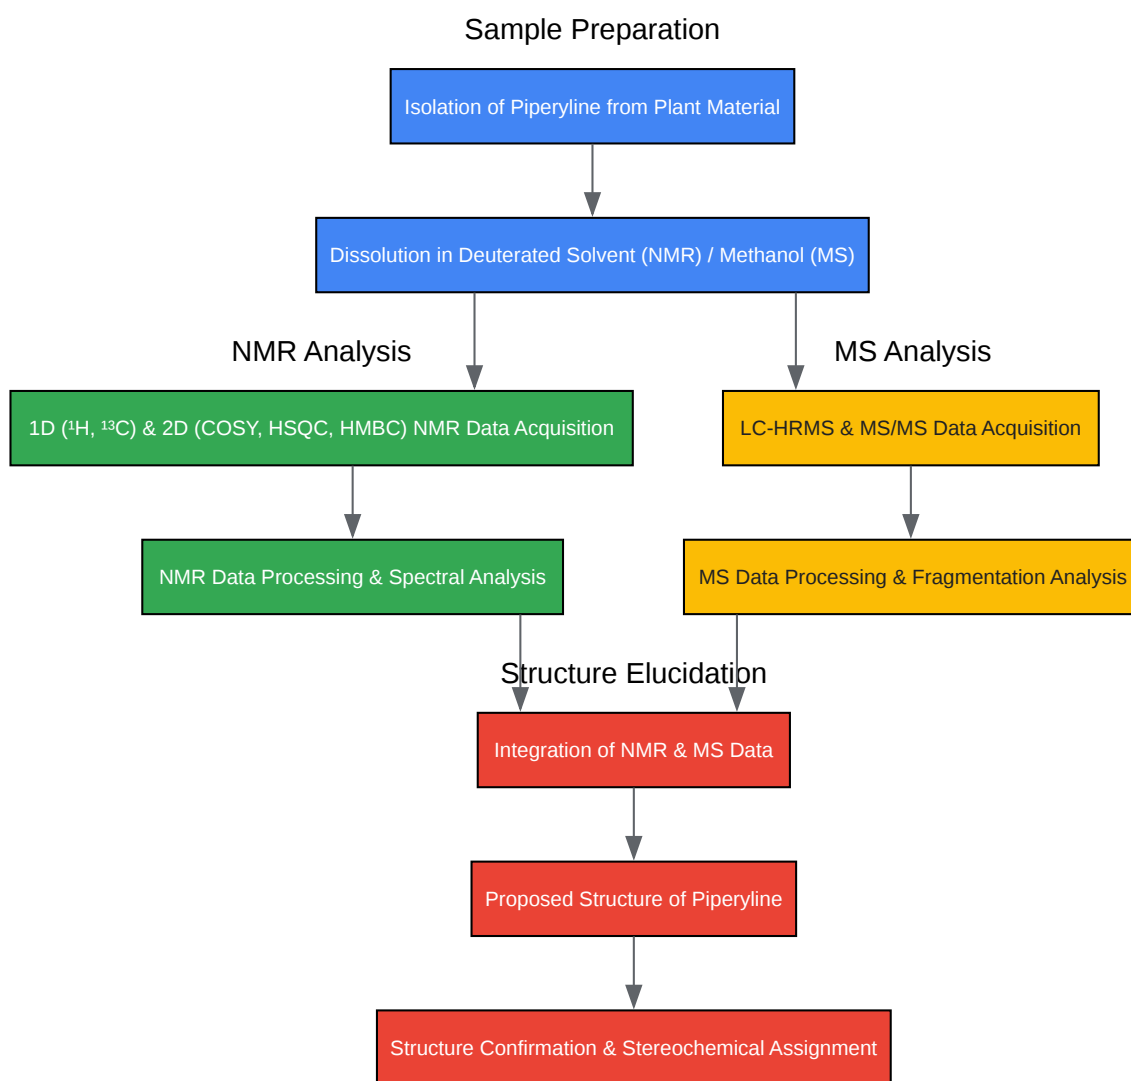 Sample Preparation
Isolation of Piperyline from Plant Material
Dissolution in Deuterated Solvent (NMR) / Methanol (MS)
NMR Analysis
MS Analysis
1D (¹H, ¹³C) & 2D (COSY, HSQC, HMBC) NMR Data Acquisition
LC-HRMS & MS/MS Data Acquisition
NMR Data Processing & Spectral Analysis
MS Data Processing & Fragmentation Analysis
Structure Elucidation
Integration of NMR & MS Data
Proposed Structure of Piperyline
Structure Confirmation & Stereochemical Assignment